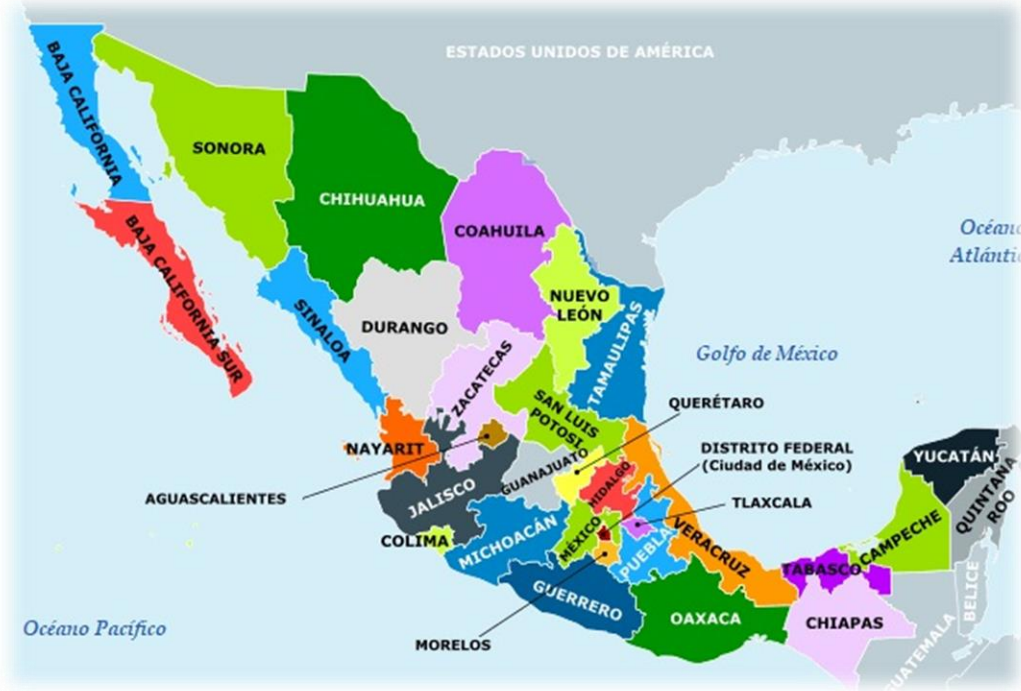 ESTADOS UNIDOS DE AMÉRICA
BAJA CALIFORNIA
SONORA
CHIHUAHUA
COAHUILA
BAJA CALIFORNIA SUR
Océano
Atlánti
SINALOA
DURANGO
NUEVO
LEÓN
TAMAULIPAS
Golfo de México
ZACATECAS
SAN LUIS
POTOSI
QUERÉTARO
NAYARIT
DISTRITO FEDERAL
(Ciudad de México)
YUCATÁN
AGUASCALIENTES
JALISCO
GUANAJUATO
HIDALGO
TLAXCALA
QUINTANA
ROO
COLIMA
MICHOACÁN
MÉXICO
PUEBLA
VERACRUZ
CAMPECHE
TABASCO
GUERRERO
OAXACA
CHIAPAS
BELICE
Océano Pacífico
MORELOS
GUATEMALA